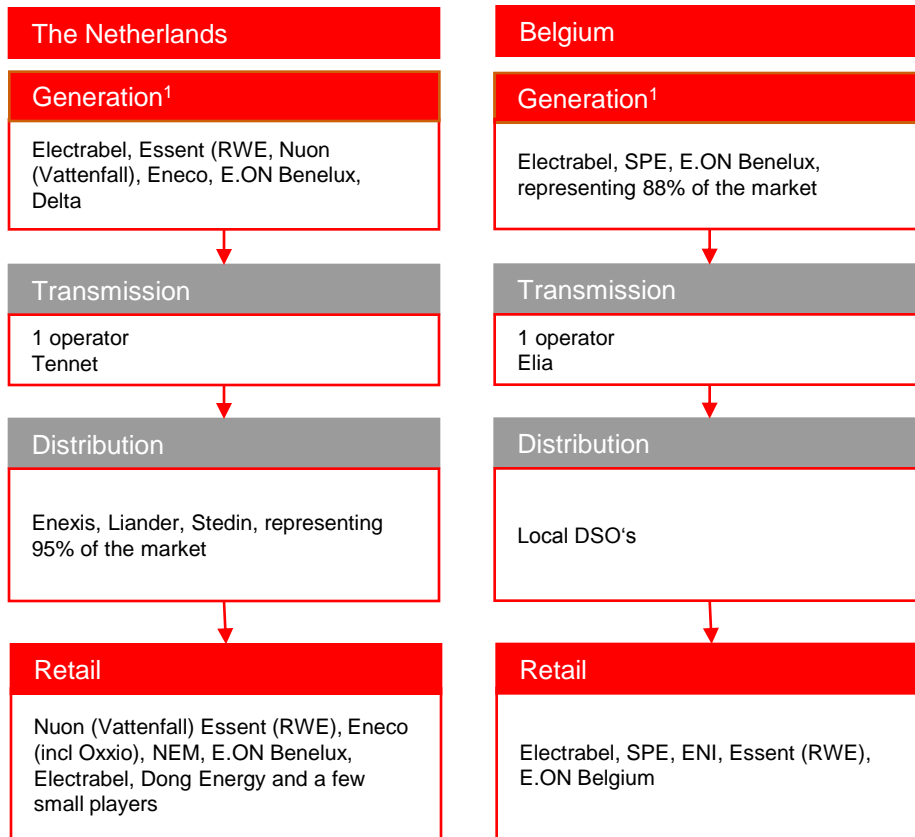 The Netherlands
Generation¹
Electrabel, Essent (RWE, Nuon
(Vattenfall), Eneco, E.ON Benelux,
Delta
Transmission
1 operator
Tennet
Distribution
Enexis, Liander, Stedin, representing
95% of the market
Retail
Nuon (Vattenfall) Essent (RWE), Eneco
(incl Oxxio), NEM, E.ON Benelux,
Electrabel, Dong Energy and a few
small players
Belgium
Generation¹
Electrabel, SPE, E.ON Benelux,
representing 88% of the market
Transmission
1 operator
Elia
Distribution
Local DSO‘s
Retail
Electrabel, SPE, ENI, Essent (RWE),
E.ON Belgium